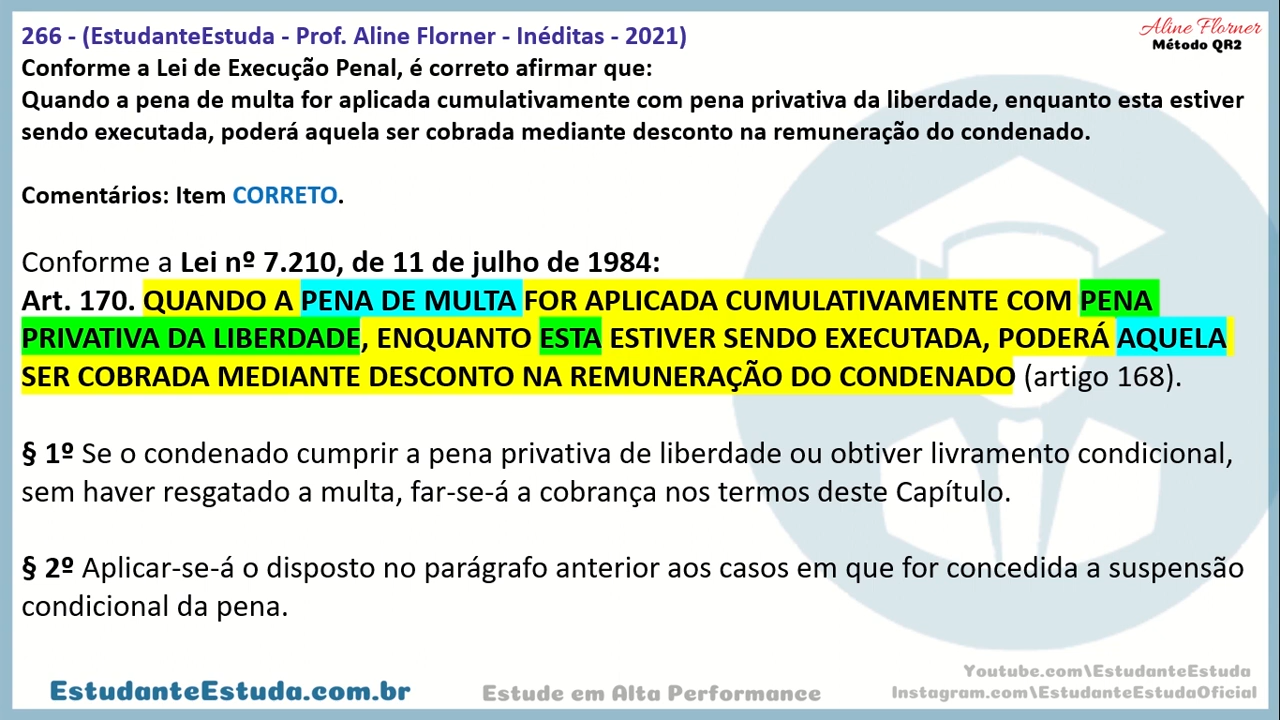 266 - (EstudanteEstuda - Prof. Aline Florner - Inéditas - 2021)
Aline Florner
Método QR2
Conforme a Lei de Execução Penal, é correto afirmar que:
Quando a pena de multa for aplicada cumulativamente com pena privativa da liberdade, enquanto esta estiver
sendo executada, poderá aquela ser cobrada mediante desconto na remuneração do condenado.
Comentários: Item CORRETO.
Conforme a Lei nº 7.210, de 11 de julho de 1984:
Art. 170. QUANDO A PENA DE MULTA FOR APLICADA CUMULATIVAMENTE COM PENA
PRIVATIVA DA LIBERDADE, ENQUANTO ESTA ESTIVER SENDO EXECUTADA, PODERÁ AQUELA
SER COBRADA MEDIANTE DESCONTO NA REMUNERAÇÃO DO CONDENADO (artigo 168).
§ 1º Se o condenado cumprir a pena privativa de liberdade ou obtiver livramento condicional,
sem haver resgatado a multa, far-se-á a cobrança nos termos deste Capítulo.
§ 2º Aplicar-se-á o disposto no parágrafo anterior aos casos em que for concedida a suspensão
condicional da pena.
EstudanteEstuda.com.br
Estude em Alta Performance
Youtube.com\EstudanteEstuda
Instagram.com\EstudanteEstudaOficial